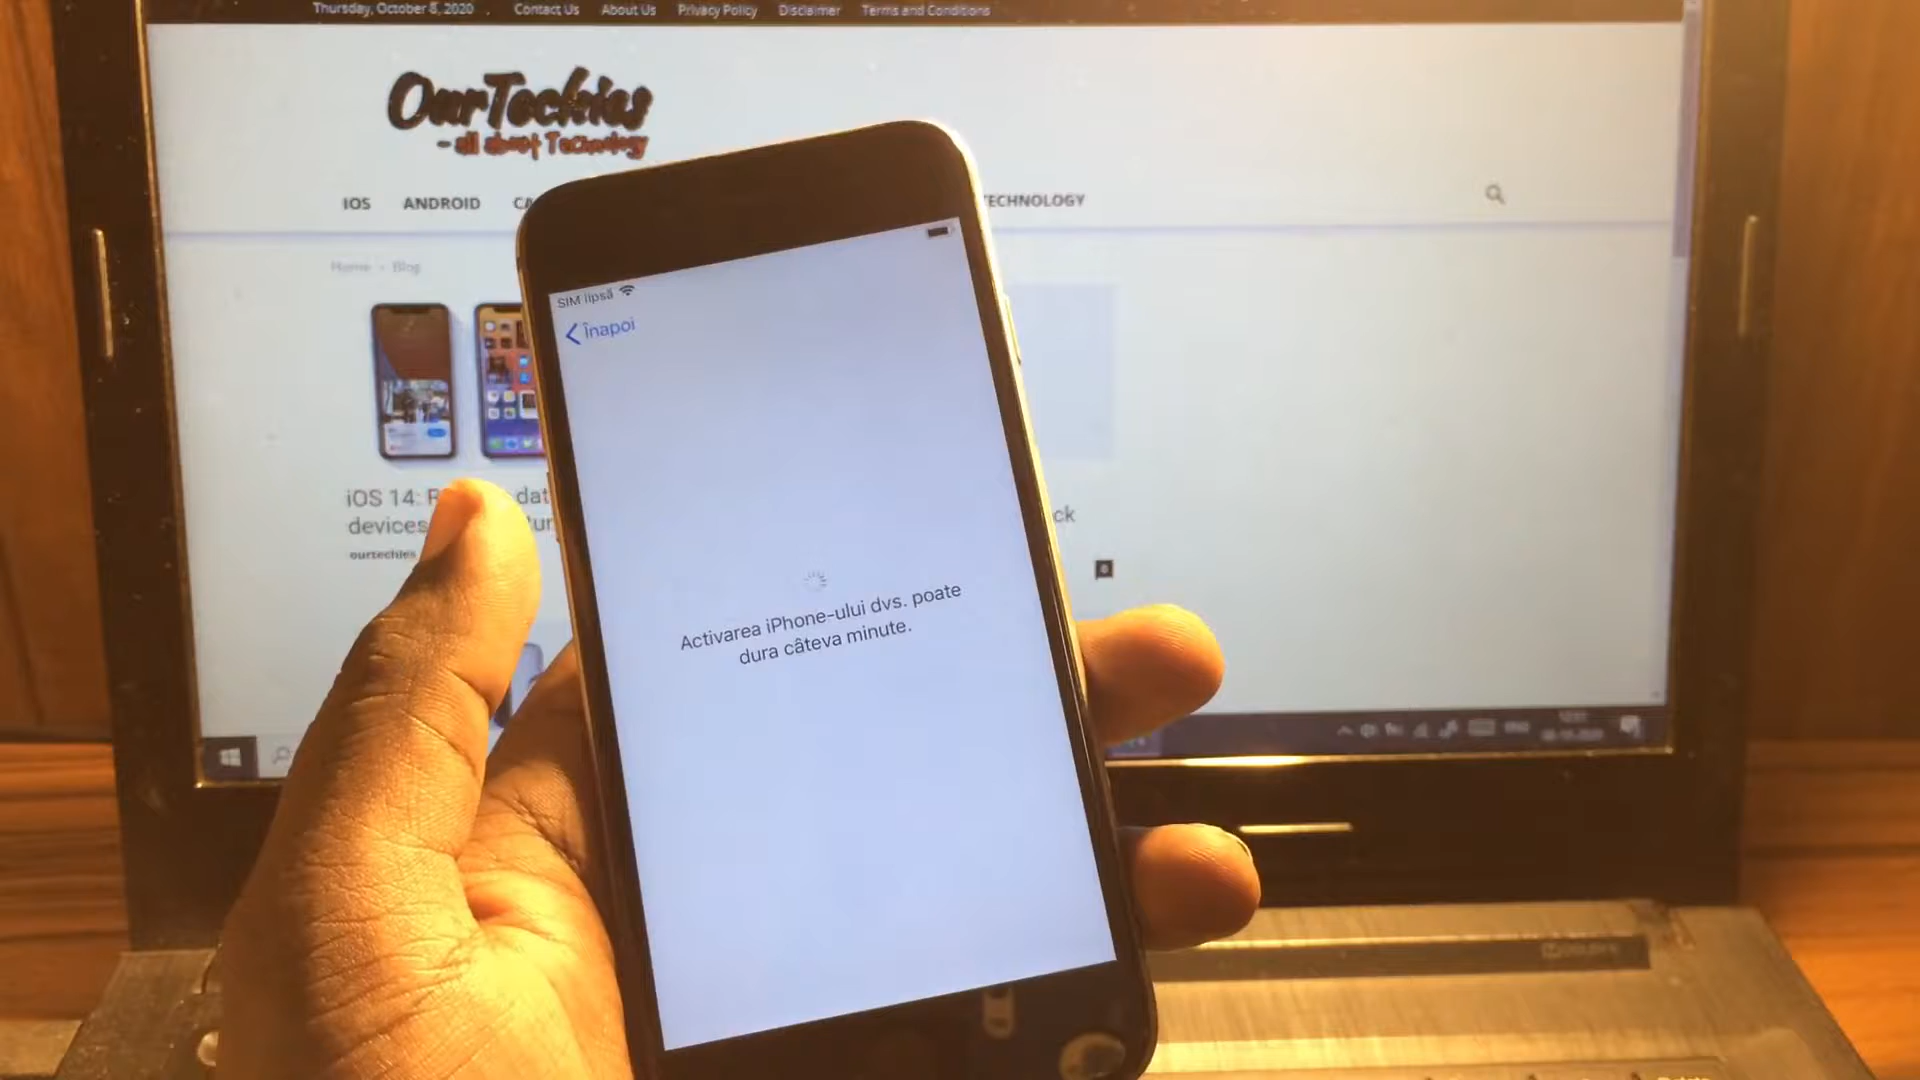 Thursday, October 8, 2020 Contact Us About Us Privacy Policy Disclaimer Terms and Conditions
OurTechies
- all about Technology
IOS ANDROID TECHNOLOGY
Home - Blog
SIM lipsă
Înapoi
iOS 14:
devices
ourtechies
Activarea iPhone-ului dvs. poate
dura câteva minute.